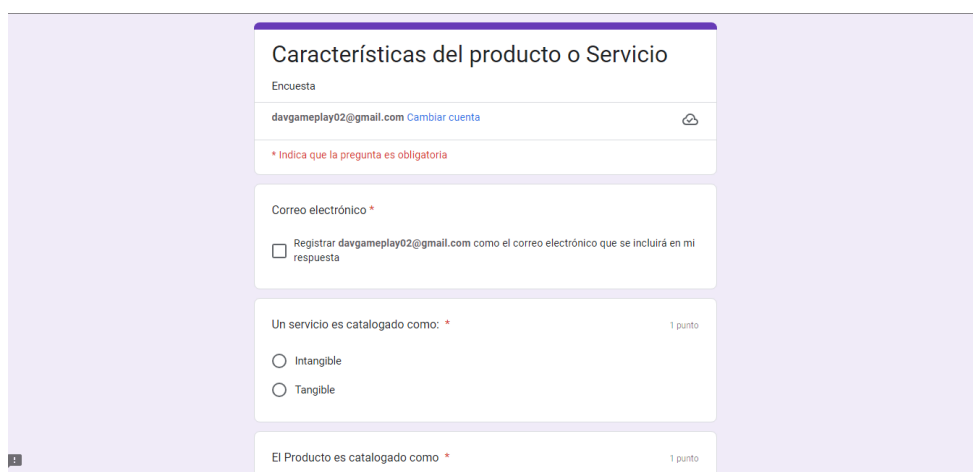 Características del producto o Servicio
Encuesta
davgameplay02@gmail.com Cambiar cuenta
* Indica que la pregunta es obligatoria
Correo electrónico *
Registrar davgameplay02@gmail.com como el correo electrónico que se incluirá en mi
respuesta
Un servicio es catalogado como: * 1 punto
Intangible
Tangible
El Producto es catalogado como * 1 punto